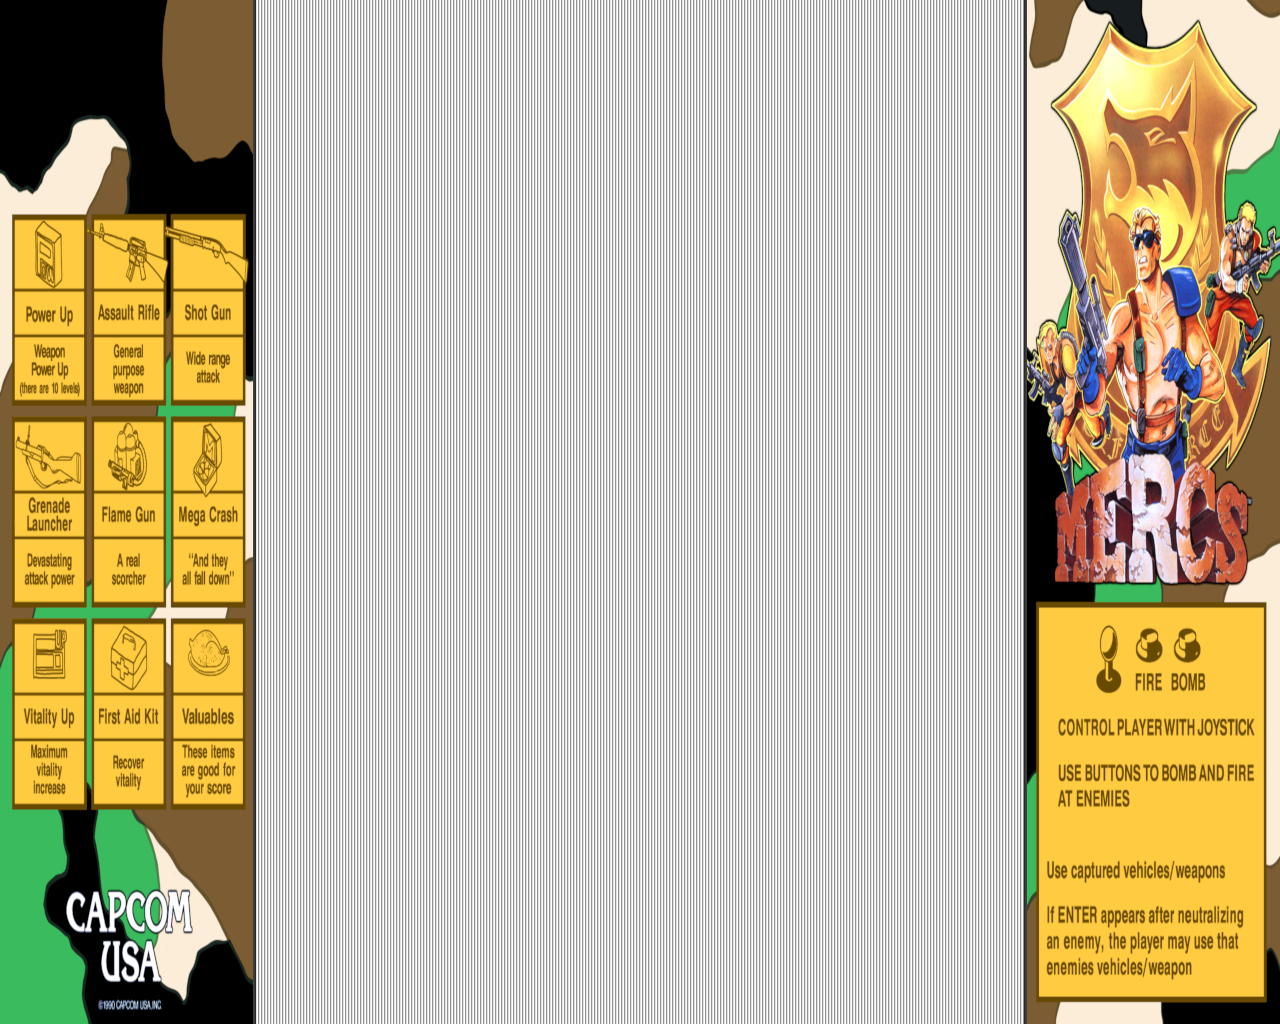 Power Up
Weapon
Power Up
(there are 10 levels)
Assault Rifle
General
purpose
weapon
Shot Gun
Wide range
attack
Grenade
Launcher
Devastating
attack power
Flame Gun
A real
scorcher
Mega Crash
“And they
all fall down”
Vitality Up
Maximum
vitality
increase
First Aid Kit
Recover
vitality
Valuables
These items
are good for
your score
CAPCOM
USA
©1990 CAPCOM USA, INC.
MERCS
FIRE BOMB
CONTROL PLAYER WITH JOYSTICK
USE BUTTONS TO BOMB AND FIRE
AT ENEMIES
Use captured vehicles/weapons
If ENTER appears after neutralizing
an enemy, the player may use that
enemies vehicles/weapon